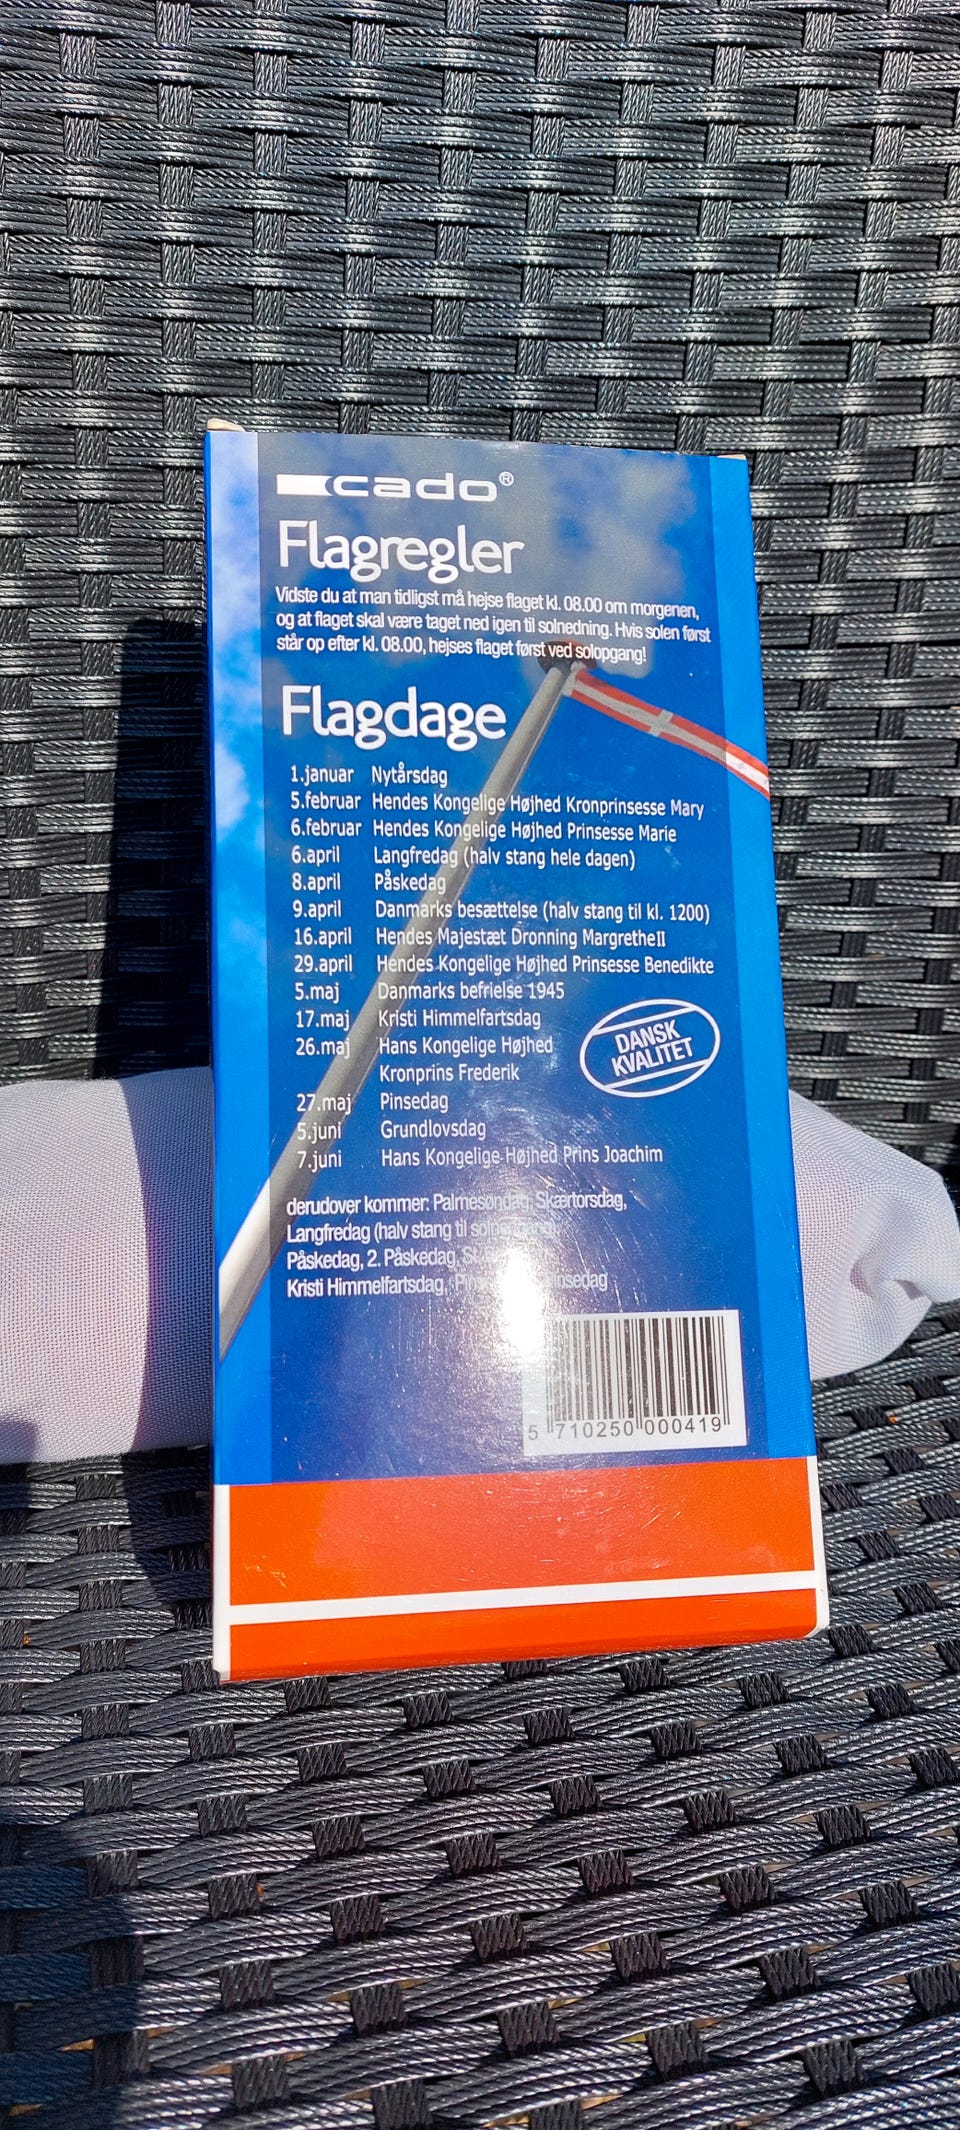 cado®
Flagregler
Vidste du at man tidligst må hejse flaget kl. 08.00 om morgenen,
og at flaget skal være taget ned igen til solnedning. Hvis solen først
står op efter kl. 08.00, hejses flaget først ved solopgang!
Flagdage
1.januar Nytårsdag
5.februar Hendes Kongelige Højhed Kronprinsesse Mary
6.februar Hendes Kongelige Højhed Prinsesse Marie
6.april Langfredag (halv stang hele dagen)
8.april Påskedag
9.april Danmarks besættelse (halv stang til kl. 1200)
16.april Hendes Majestæt Dronning Margrethe II
29.april Hendes Kongelige Højhed Prinsesse Benedikte
5.maj Danmarks befrielse 1945
17.maj Kristi Himmelfartsdag
26.maj Hans Kongelige Højhed
Kronprins Frederik
27.maj Pinsedag
5.juni Grundlovsdag
7.juni Hans Kongelige Højhed Prins Joachim
DANSK
KVALITET
derudover kommer: Palmesøndag, Skærtorsdag,
Langfredag (halv stang til
Påskedag, 2. Påskedag,
Kristi Himmelfartsdag,
5 710250 000419